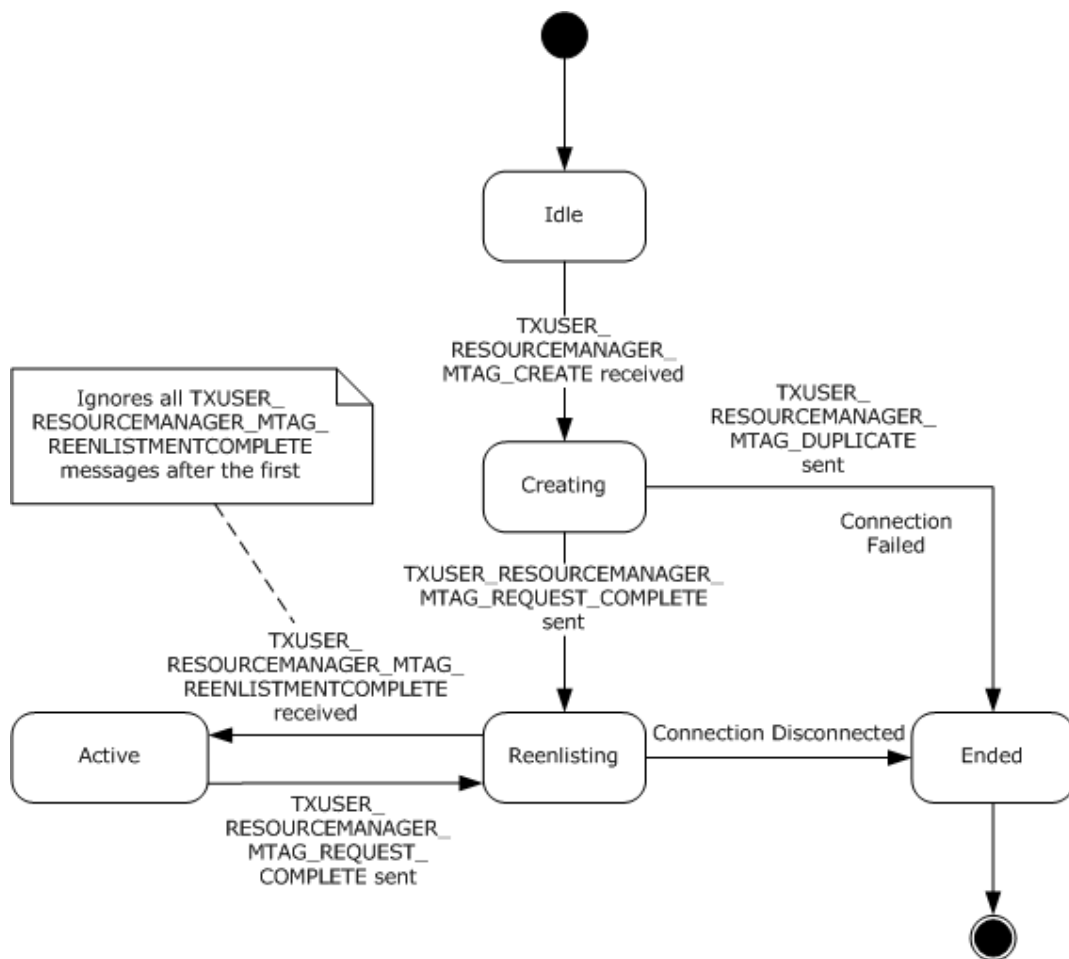 Idle
TXUSER_
RESOURCEMANAGER_
MTAG_CREATE received
Ignores all TXUSER_
RESOURCEMANAGER_MTAG_
REENLISTMENTCOMPLETE
messages after the first
TXUSER_
RESOURCEMANAGER_
MTAG_DUPLICATE
sent
Creating
Connection
Failed
TXUSER_RESOURCEMANAGER_
MTAG_REQUEST_COMPLETE
sent
TXUSER_
RESOURCEMANAGER_MTAG_
REENLISTMENTCOMPLETE
received
Active
Reenlisting
Connection Disconnected
Ended
TXUSER_
RESOURCEMANAGER_
MTAG_REQUEST_
COMPLETE sent